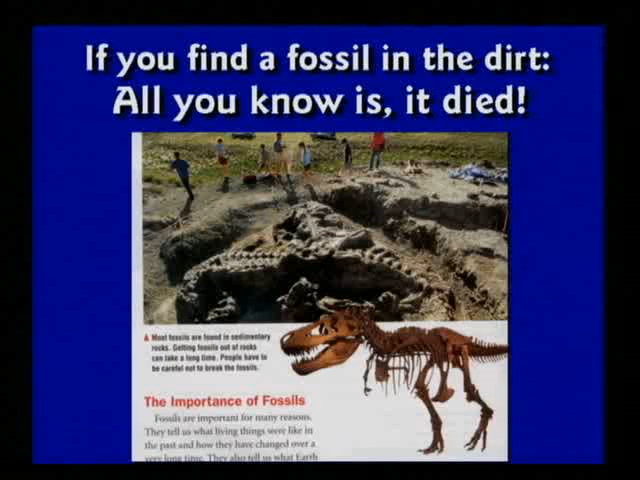 If you find a fossil in the dirt:
All you know is, it died!
Most fossils are found in sedimentary
rocks. Getting fossils out of rocks
can take a long time. People have to
be careful not to break the fossils.
The Importance of Fossils
Fossils are important for many reasons.
They tell us what living things were like in
the past and how they have changed over a
very long time. They also tell us what Earth